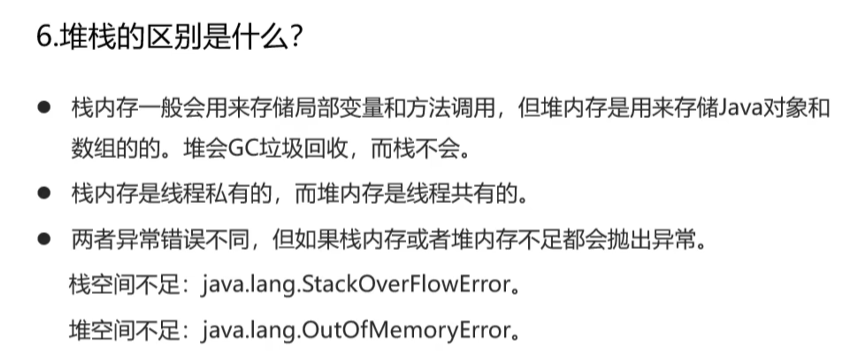 6.堆栈的区别是什么？
● 栈内存一般会用来存储局部变量和方法调用，但堆内存是用来存储Java对象和
数组的的。堆会GC垃圾回收，而栈不会。
● 栈内存是线程私有的，而堆内存是线程共有的。
● 两者异常错误不同，但如果栈内存或者堆内存不足都会抛出异常。
栈空间不足：java.lang.StackOverFlowError。
堆空间不足：java.lang.OutOfMemoryError。